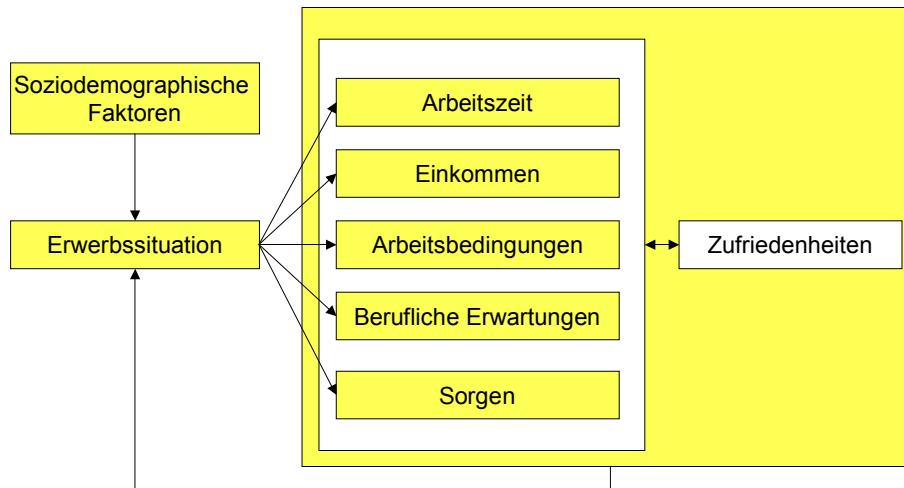 Soziodemographische
Faktoren
Erwerbssituation
Arbeitszeit
Einkommen
Arbeitsbedingungen
Berufliche Erwartungen
Sorgen
Zufriedenheiten